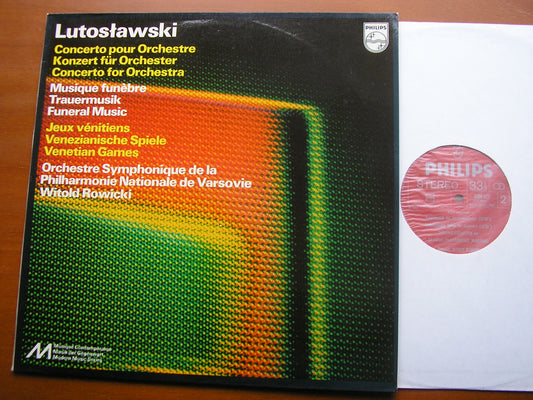 PHILIPS
Lutosławski
Concerto pour Orchestre
Konzert für Orchester
Concerto for Orchestra
Musique funèbre
Trauermusik
Funeral Music
Jeux vénitiens
Venezianische Spiele
Venetian Games
Orchestre Symphonique de la
Philharmonie Nationale de Varsovie
Witold Rowicki
M
Musique Contemporaine
Musik der Gegenwart
Modern Music Series
PHILIPS
STEREO 33
2